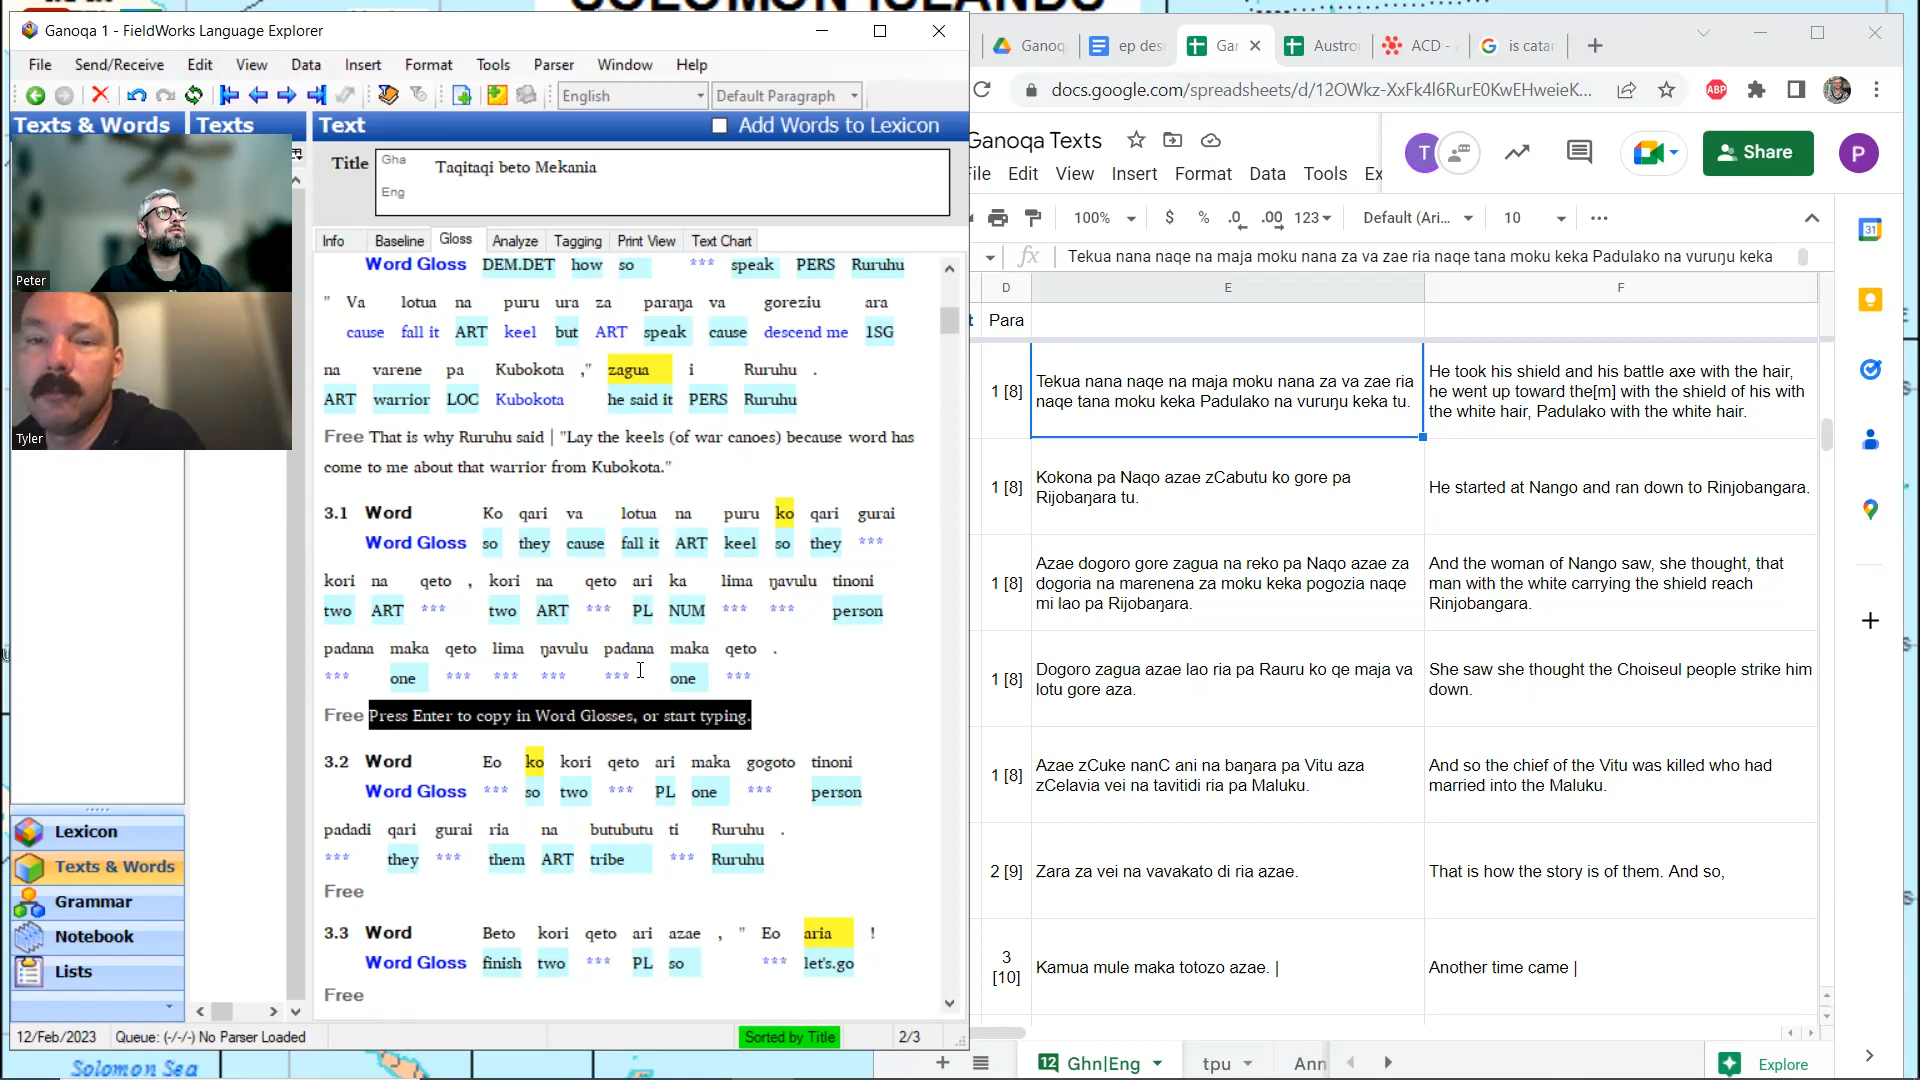 SOLOMON ISLANDS
Ganoqa 1 - FieldWorks Language Explorer
File Send/Receive Edit View Data Insert Format Tools Parser Window Help
English Default Paragraph
Texts & Words Texts Text Add Words to Lexicon
Title Gha Taqitaqi beto Mekania
Eng
Info Baseline Gloss Analyze Tagging Print View Text Chart
Peter
Tyler
Word Gloss DEM.DET how so *** speak PERS Ruruhu
" Va lotua na puru ura za paraŋa va goreziu ara
cause fall it ART keel but ART speak cause descend me 1SG
na varene pa Kubokota ," zagua i Ruruhu .
ART warrior LOC Kubokota he said it PERS Ruruhu
Free That is why Ruruhu said | "Lay the keels (of war canoes) because word has
come to me about that warrior from Kubokota."
3.1 Word Ko qari va lotua na puru ko qari gurai
Word Gloss so they cause fall it ART keel so they ***
kori na qeto , kori na qeto ari ka lima ŋavulu tinoni
two ART *** two ART *** PL NUM *** *** person
padana maka qeto lima ŋavulu padana maka qeto .
*** one *** *** *** *** one ***
Free Press Enter to copy in Word Glosses, or start typing.
3.2 Word Eo ko kori qeto ari maka gogoto tinoni
Word Gloss *** so two *** PL one *** person
padadi qari gurai ria na butubutu ti Ruruhu .
*** they *** them ART tribe *** Ruruhu
Free
3.3 Word Beto kori qeto ari azae , " Eo aria !
Word Gloss finish two *** PL so *** let's.go
Free
Lexicon
Texts & Words
Grammar
Notebook
Lists
12/Feb/2023 Queue: (-/-/-) No Parser Loaded Sorted by Title 2/3
Solomon Sea
Ganoq ep des Gan Austro ACD - is catar
docs.google.com/spreadsheets/d/12OWkz-XxFk4l6RurE0KwEHweieK...
ABP
Ganoqa Texts
T Share P
File Edit View Insert Format Data Tools Ex
100% $ % .0 .00 123 Default (Ari... 10
fx Tekua nana naqe na maja moku nana za va zae ria naqe tana moku keka Padulako na vuruŋu keka
D E F
t Para
1 [8] Tekua nana naqe na maja moku nana za va zae ria
naqe tana moku keka Padulako na vuruŋu keka tu.
He took his shield and his battle axe with the hair,
he went up toward the[m] with the shield of his with
the white hair, Padulako with the white hair.
1 [8] Kokona pa Naqo azae zCabutu ko gore pa
Rijobaŋara tu.
He started at Nango and ran down to Rinjobangara.
1 [8] Azae dogoro gore zagua na reko pa Naqo azae za
dogoria na marenena za moku keka pogozia naqe
mi lao pa Rijobaŋara.
And the woman of Nango saw, she thought, that
man with the white carrying the shield reach
Rinjobangara.
1 [8] Dogoro zagua azae lao ria pa Rauru ko qe maja va
lotu gore aza.
She saw she thought the Choiseul people strike him
down.
1 [8] Azae zCuke nanC ani na baŋara pa Vitu aza
zCelavia vei na tavitidi ria pa Maluku.
And so the chief of the Vitu was killed who had
married into the Maluku.
2 [9] Zara za vei na vavakato di ria azae.
That is how the story is of them. And so,
3
[10] Kamua mule maka totozo azae. |
Another time came |
12 Ghn|Eng tpu Ann Explore
31